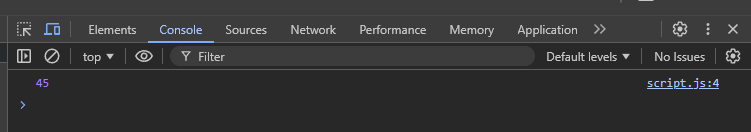 Elements Console Sources Network Performance Memory Application
top Filter Default levels No Issues
45 script.js:4